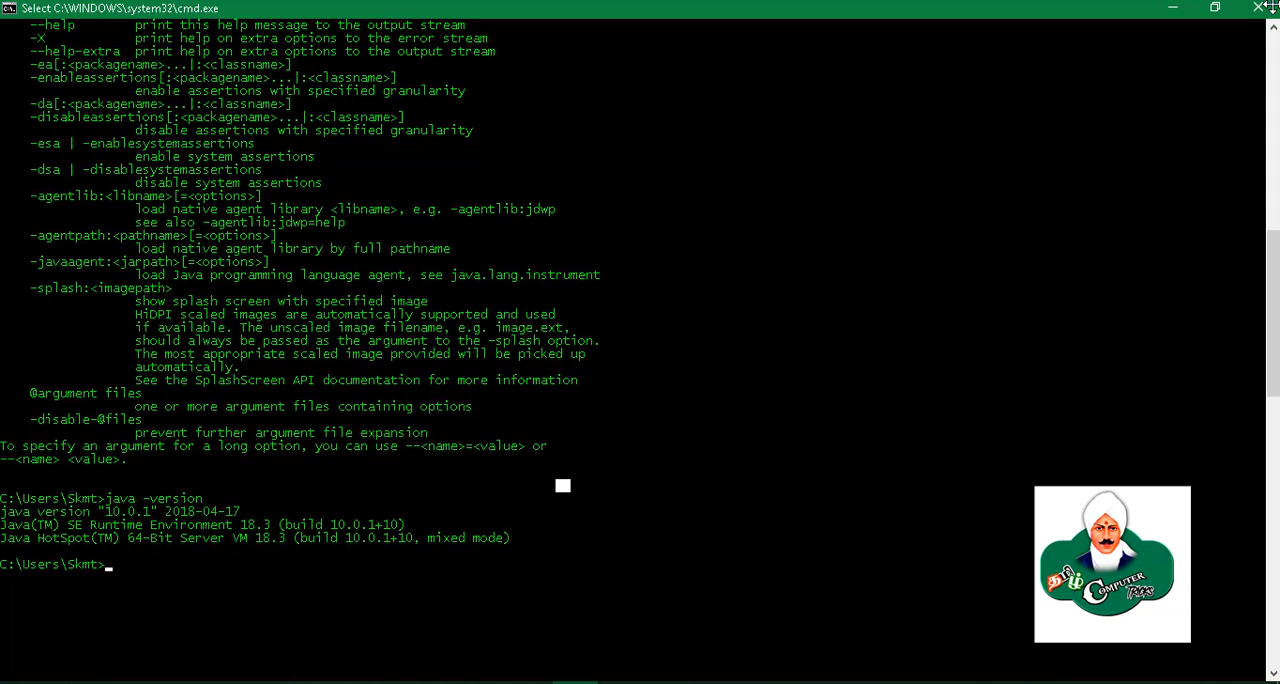 Select C:\WINDOWS\system32\cmd.exe
--help print this help message to the output stream
-X print help on extra options to the error stream
--help-extra print help on extra options to the output stream
-ea[:<packagename>...|:<classname>]
-enableassertions[:<packagename>...|:<classname>]
enable assertions with specified granularity
-da[:<packagename>...|:<classname>]
-disableassertions[:<packagename>...|:<classname>]
disable assertions with specified granularity
-esa | -enablesystemassertions
enable system assertions
-dsa | -disablesystemassertions
disable system assertions
-agentlib:<libname>[=<options>]
load native agent library <libname>, e.g. -agentlib:jdwp
see also -agentlib:jdwp=help
-agentpath:<pathname>[=<options>]
load native agent library by full pathname
-javaagent:<jarpath>[=<options>]
load Java programming language agent, see java.lang.instrument
-splash:<imagepath>
show splash screen with specified image
HiDPI scaled images are automatically supported and used
if available. The unscaled image filename, e.g. image.ext,
should always be passed as the argument to the -splash option.
The most appropriate scaled image provided will be picked up
automatically.
See the SplashScreen API documentation for more information
@argument files
one or more argument files containing options
-disable-@files
prevent further argument file expansion
To specify an argument for a long option, you can use --<name>=<value> or
--<name> <value>.
C:\Users\Skmt>java -version
java version "10.0.1" 2018-04-17
Java(TM) SE Runtime Environment 18.3 (build 10.0.1+10)
Java HotSpot(TM) 64-Bit Server VM 18.3 (build 10.0.1+10, mixed mode)
C:\Users\Skmt>
தமிழ்
COMPUTER
TRICKS